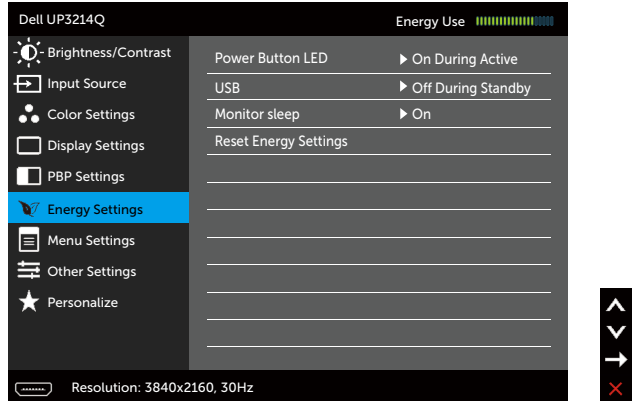 Dell UP3214Q
Energy Use
Brightness/Contrast
Input Source
Color Settings
Display Settings
PBP Settings
Energy Settings
Menu Settings
Other Settings
Personalize
Power Button LED
On During Active
USB
Off During Standby
Monitor sleep
On
Reset Energy Settings
Resolution: 3840x2160, 30Hz